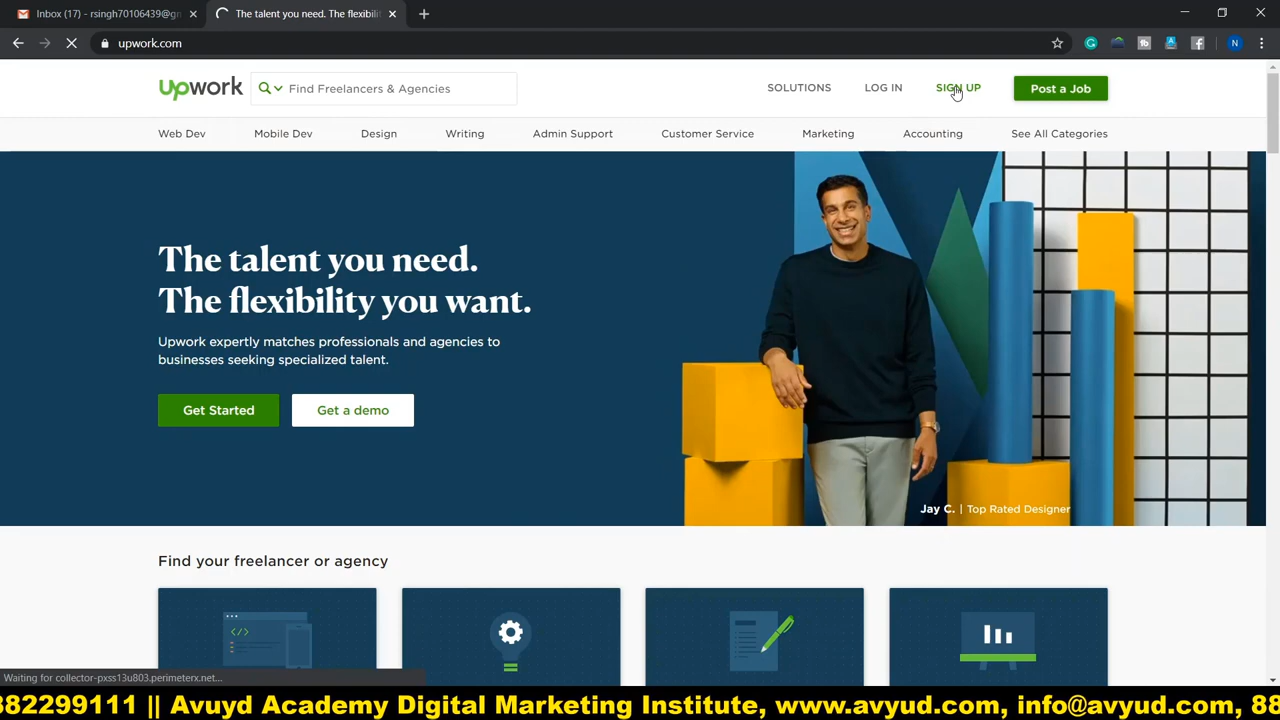 Inbox (17) - rsingh70106439@gm
The talent you need. The flexibili
upwork.com
N
upwork
Find Freelancers & Agencies
SOLUTIONS
LOG IN
SIGN UP
Post a Job
Web Dev
Mobile Dev
Design
Writing
Admin Support
Customer Service
Marketing
Accounting
See All Categories
The talent you need.
The flexibility you want.
Upwork expertly matches professionals and agencies to
businesses seeking specialized talent.
Get Started
Get a demo
Jay C. | Top Rated Designer
Find your freelancer or agency
Waiting for collector-pxss13u803.perimeterx.net...
882299111 || Avuyd Academy Digital Marketing Institute, www.avyud.com, info@avyud.com, 88